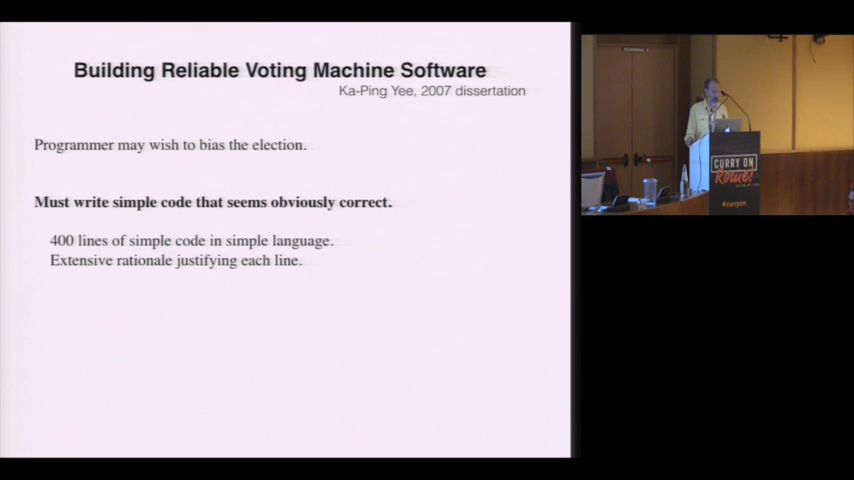 Building Reliable Voting Machine Software
Ka-Ping Yee, 2007 dissertation
Programmer may wish to bias the election.
Must write simple code that seems obviously correct.
400 lines of simple code in simple language.
Extensive rationale justifying each line.
CURRY ON
Rome!
#curryon